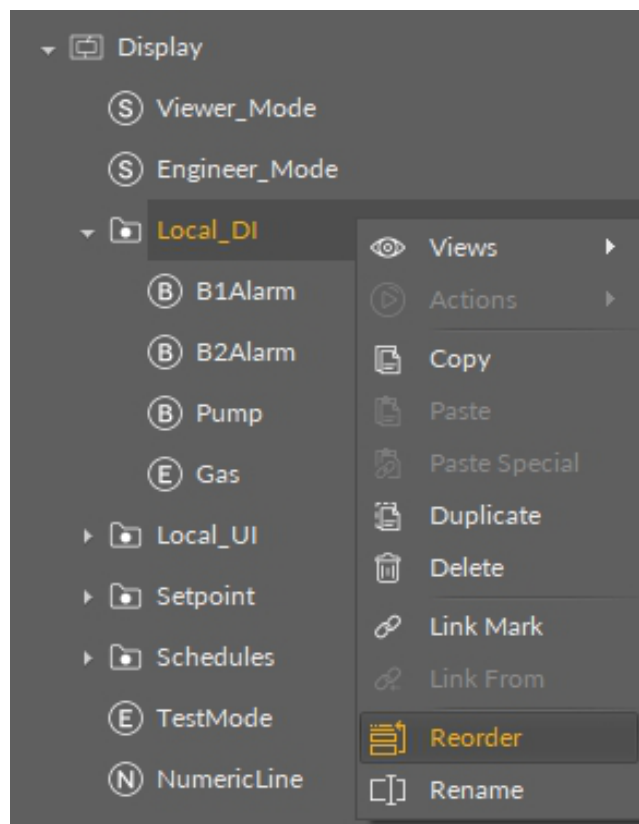 Display
S Viewer_Mode
S Engineer_Mode
Local_DI
B B1Alarm
B B2Alarm
B Pump
E Gas
Local_UI
Setpoint
Schedules
E TestMode
N NumericLine
Views
Actions
Copy
Paste
Paste Special
Duplicate
Delete
Link Mark
Link From
Reorder
Rename